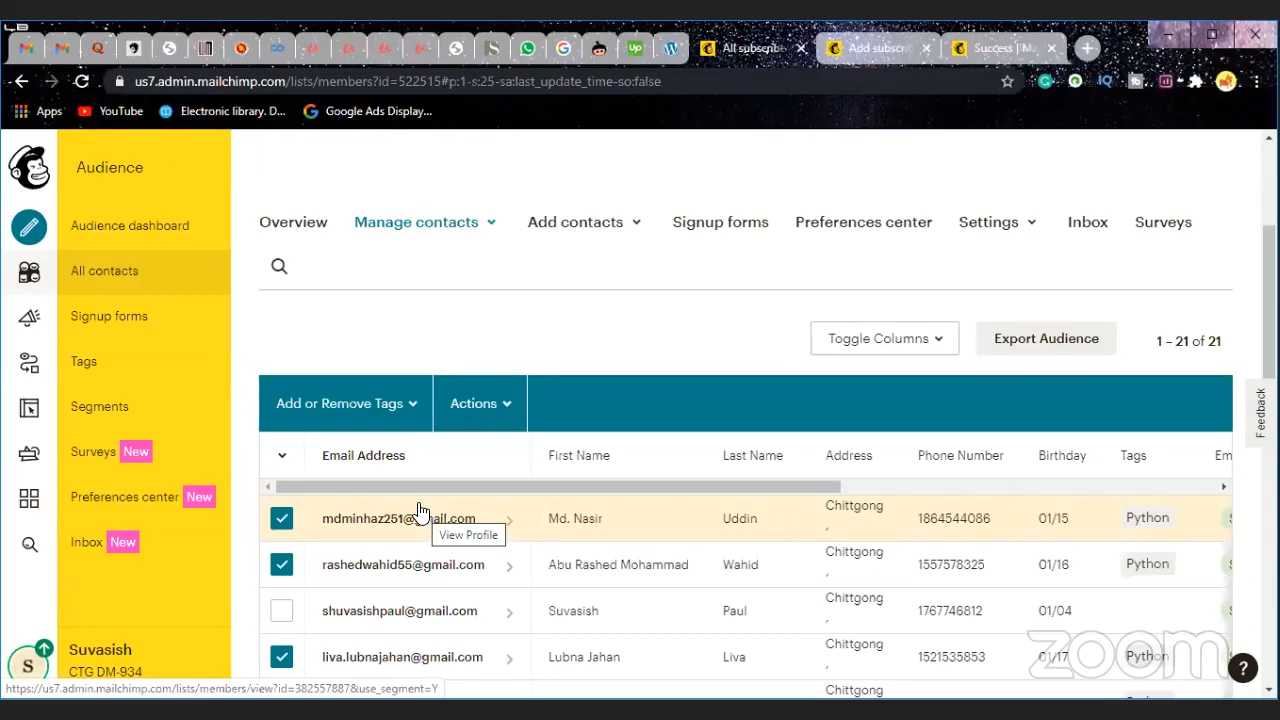 All subscrib
Add subscr
Success | M
us7.admin.mailchimp.com/lists/members?id=522515#p:1-s:25-sa:last_update_time-so:false
Apps YouTube Electronic library. D... Google Ads Display...
Audience
Audience dashboard
All contacts
Signup forms
Tags
Segments
Surveys New
Preferences center New
Inbox New
Suvasish
CTG DM-934
S
Overview Manage contacts Add contacts Signup forms Preferences center Settings Inbox Surveys
Toggle Columns Export Audience 1 – 21 of 21
Add or Remove Tags Actions
Email Address First Name Last Name Address Phone Number Birthday Tags Em
mdminhaz251@gmail.com Md. Nasir Uddin Chittgong , 1864544086 01/15 Python
View Profile
rashedwahid55@gmail.com Abu Rashed Mohammad Wahid Chittgong , 1557578325 01/16 Python
shuvasishpaul@gmail.com Suvasish Paul Chittgong , 1767746812 01/04
liva.lubnajahan@gmail.com Lubna Jahan Liva Chittgong , 1521535853 01/17 Python
Chittgong
Feedback
zoom
?
https://us7.admin.mailchimp.com/lists/members/view?id=382557887&use_segment=Y